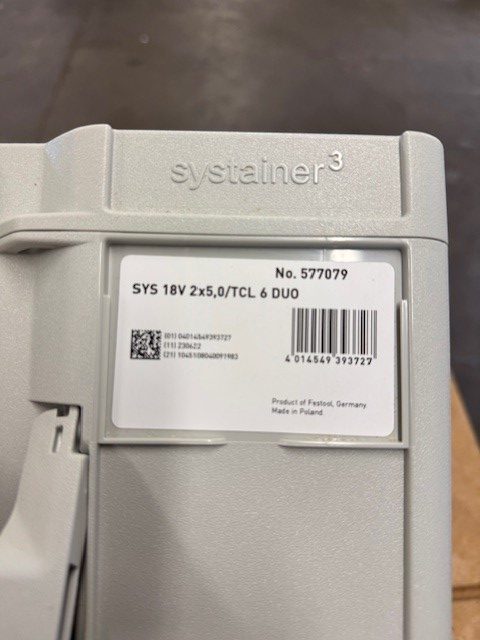 systainer³
No. 577079
SYS 18V 2x5,0/TCL 6 DUO
(01) 04014549393727
(11) 230622
(21) 1045108040091983
4 014549 393727
Product of Festool, Germany.
Made in Poland